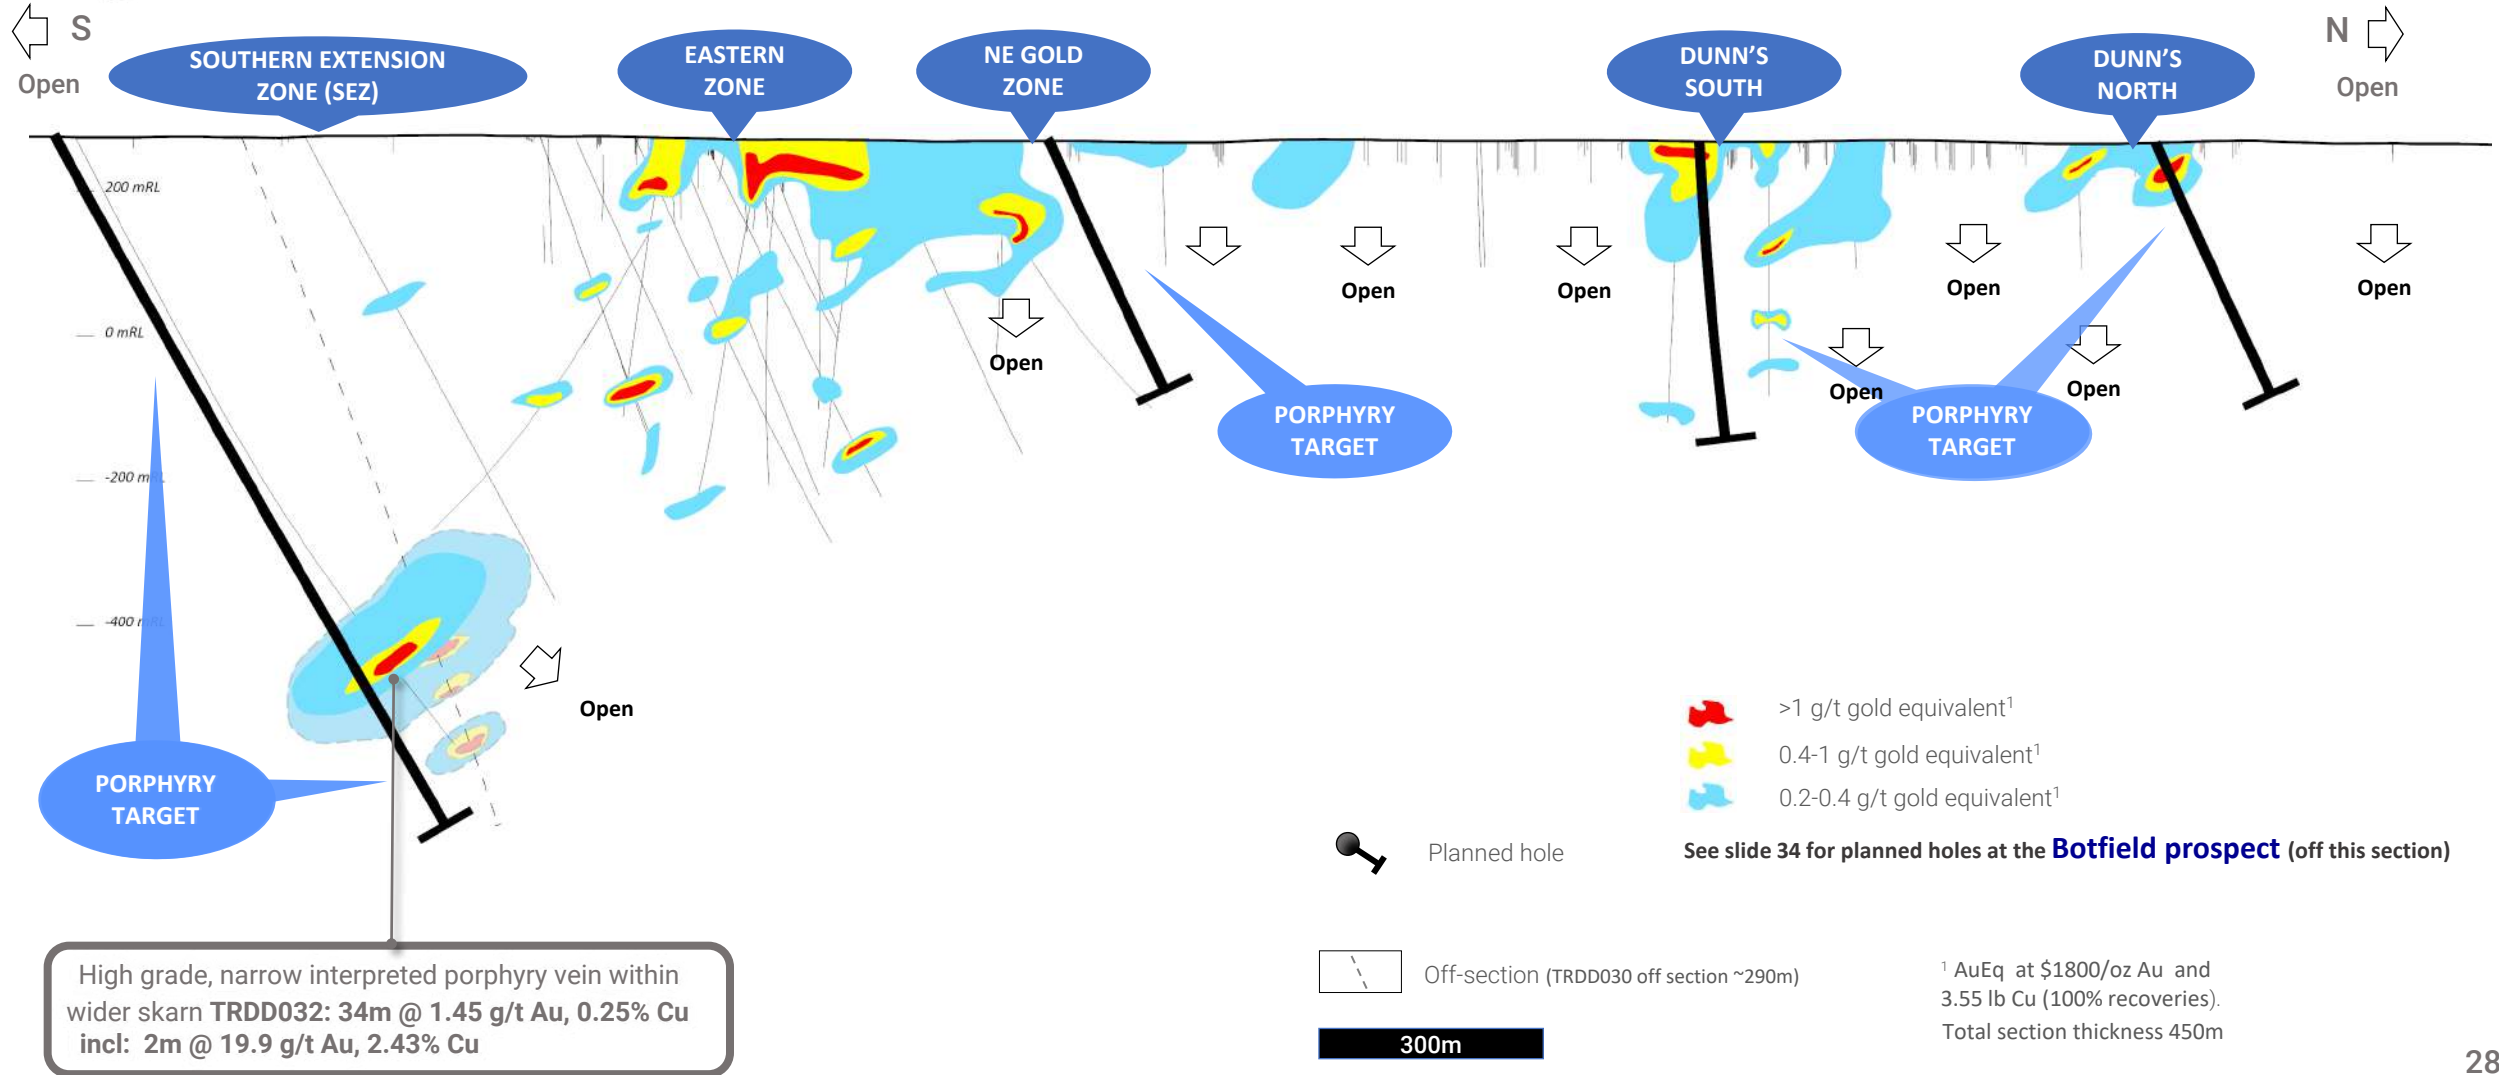 S
Open
SOUTHERN EXTENSION
ZONE (SEZ)
EASTERN
ZONE
NE GOLD
ZONE
DUNN'S
SOUTH
DUNN'S
NORTH
N
Open
200 mRL
0 mRL
-200 mRL
-400 mRL
Open
Open
Open
Open
Open
Open
Open
Open
PORPHYRY
TARGET
PORPHYRY
TARGET
PORPHYRY
TARGET
>1 g/t gold equivalent¹
0.4-1 g/t gold equivalent¹
0.2-0.4 g/t gold equivalent¹
Planned hole
See slide 34 for planned holes at the Botfield prospect (off this section)
High grade, narrow interpreted porphyry vein within
wider skarn TRDD032: 34m @ 1.45 g/t Au, 0.25% Cu
incl: 2m @ 19.9 g/t Au, 2.43% Cu
Off-section (TRDD030 off section ~290m)
300m
¹ AuEq at $1800/oz Au and
3.55 lb Cu (100% recoveries).
Total section thickness 450m
28